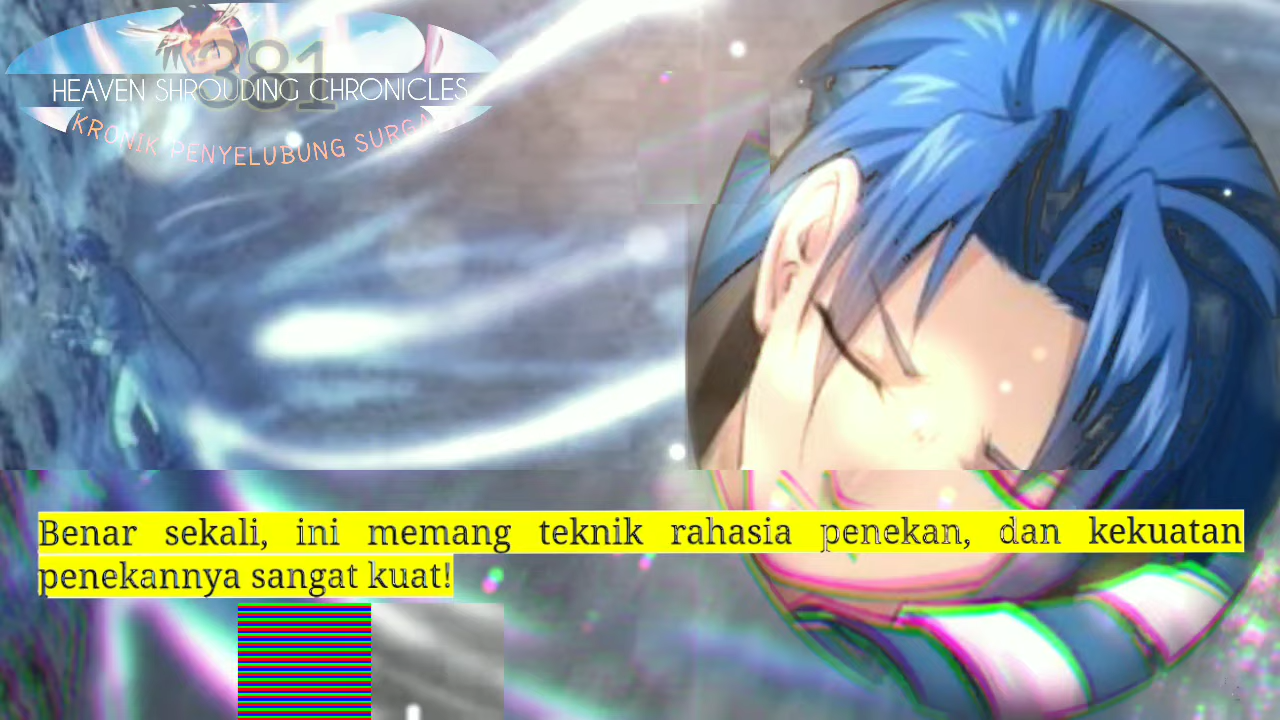 381
HEAVEN SHROUDING CHRONICLES
KRONIK PENYELUBUNG SURGA
Benar sekali, ini memang teknik rahasia penekan, dan kekuatan
penekannya sangat kuat!